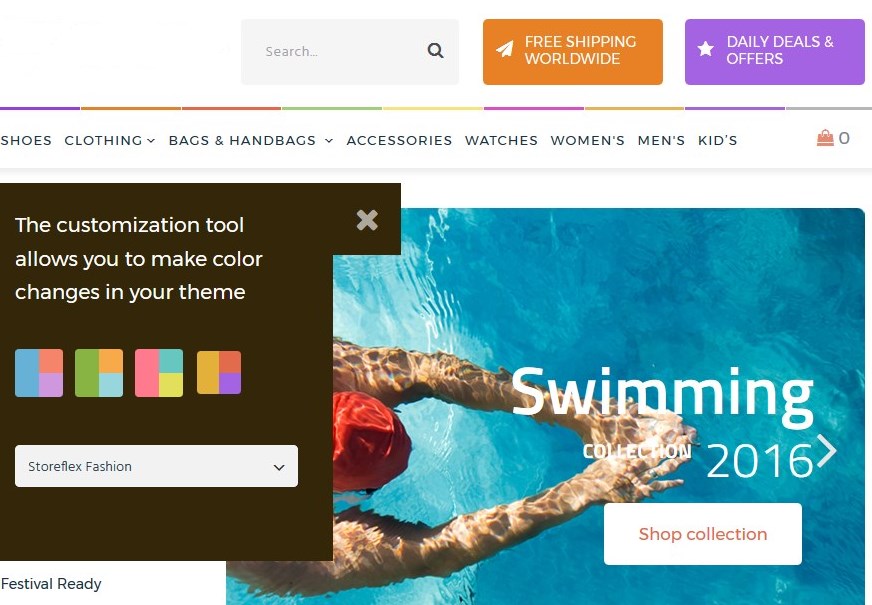 Search...
FREE SHIPPING
WORLDWIDE
DAILY DEALS &
OFFERS
SHOES CLOTHING BAGS & HANDBAGS ACCESSORIES WATCHES WOMEN'S MEN'S KID'S 0
The customization tool
allows you to make color
changes in your theme
Storeflex Fashion
Swimming
COLLECTION 2016
Shop collection
Festival Ready